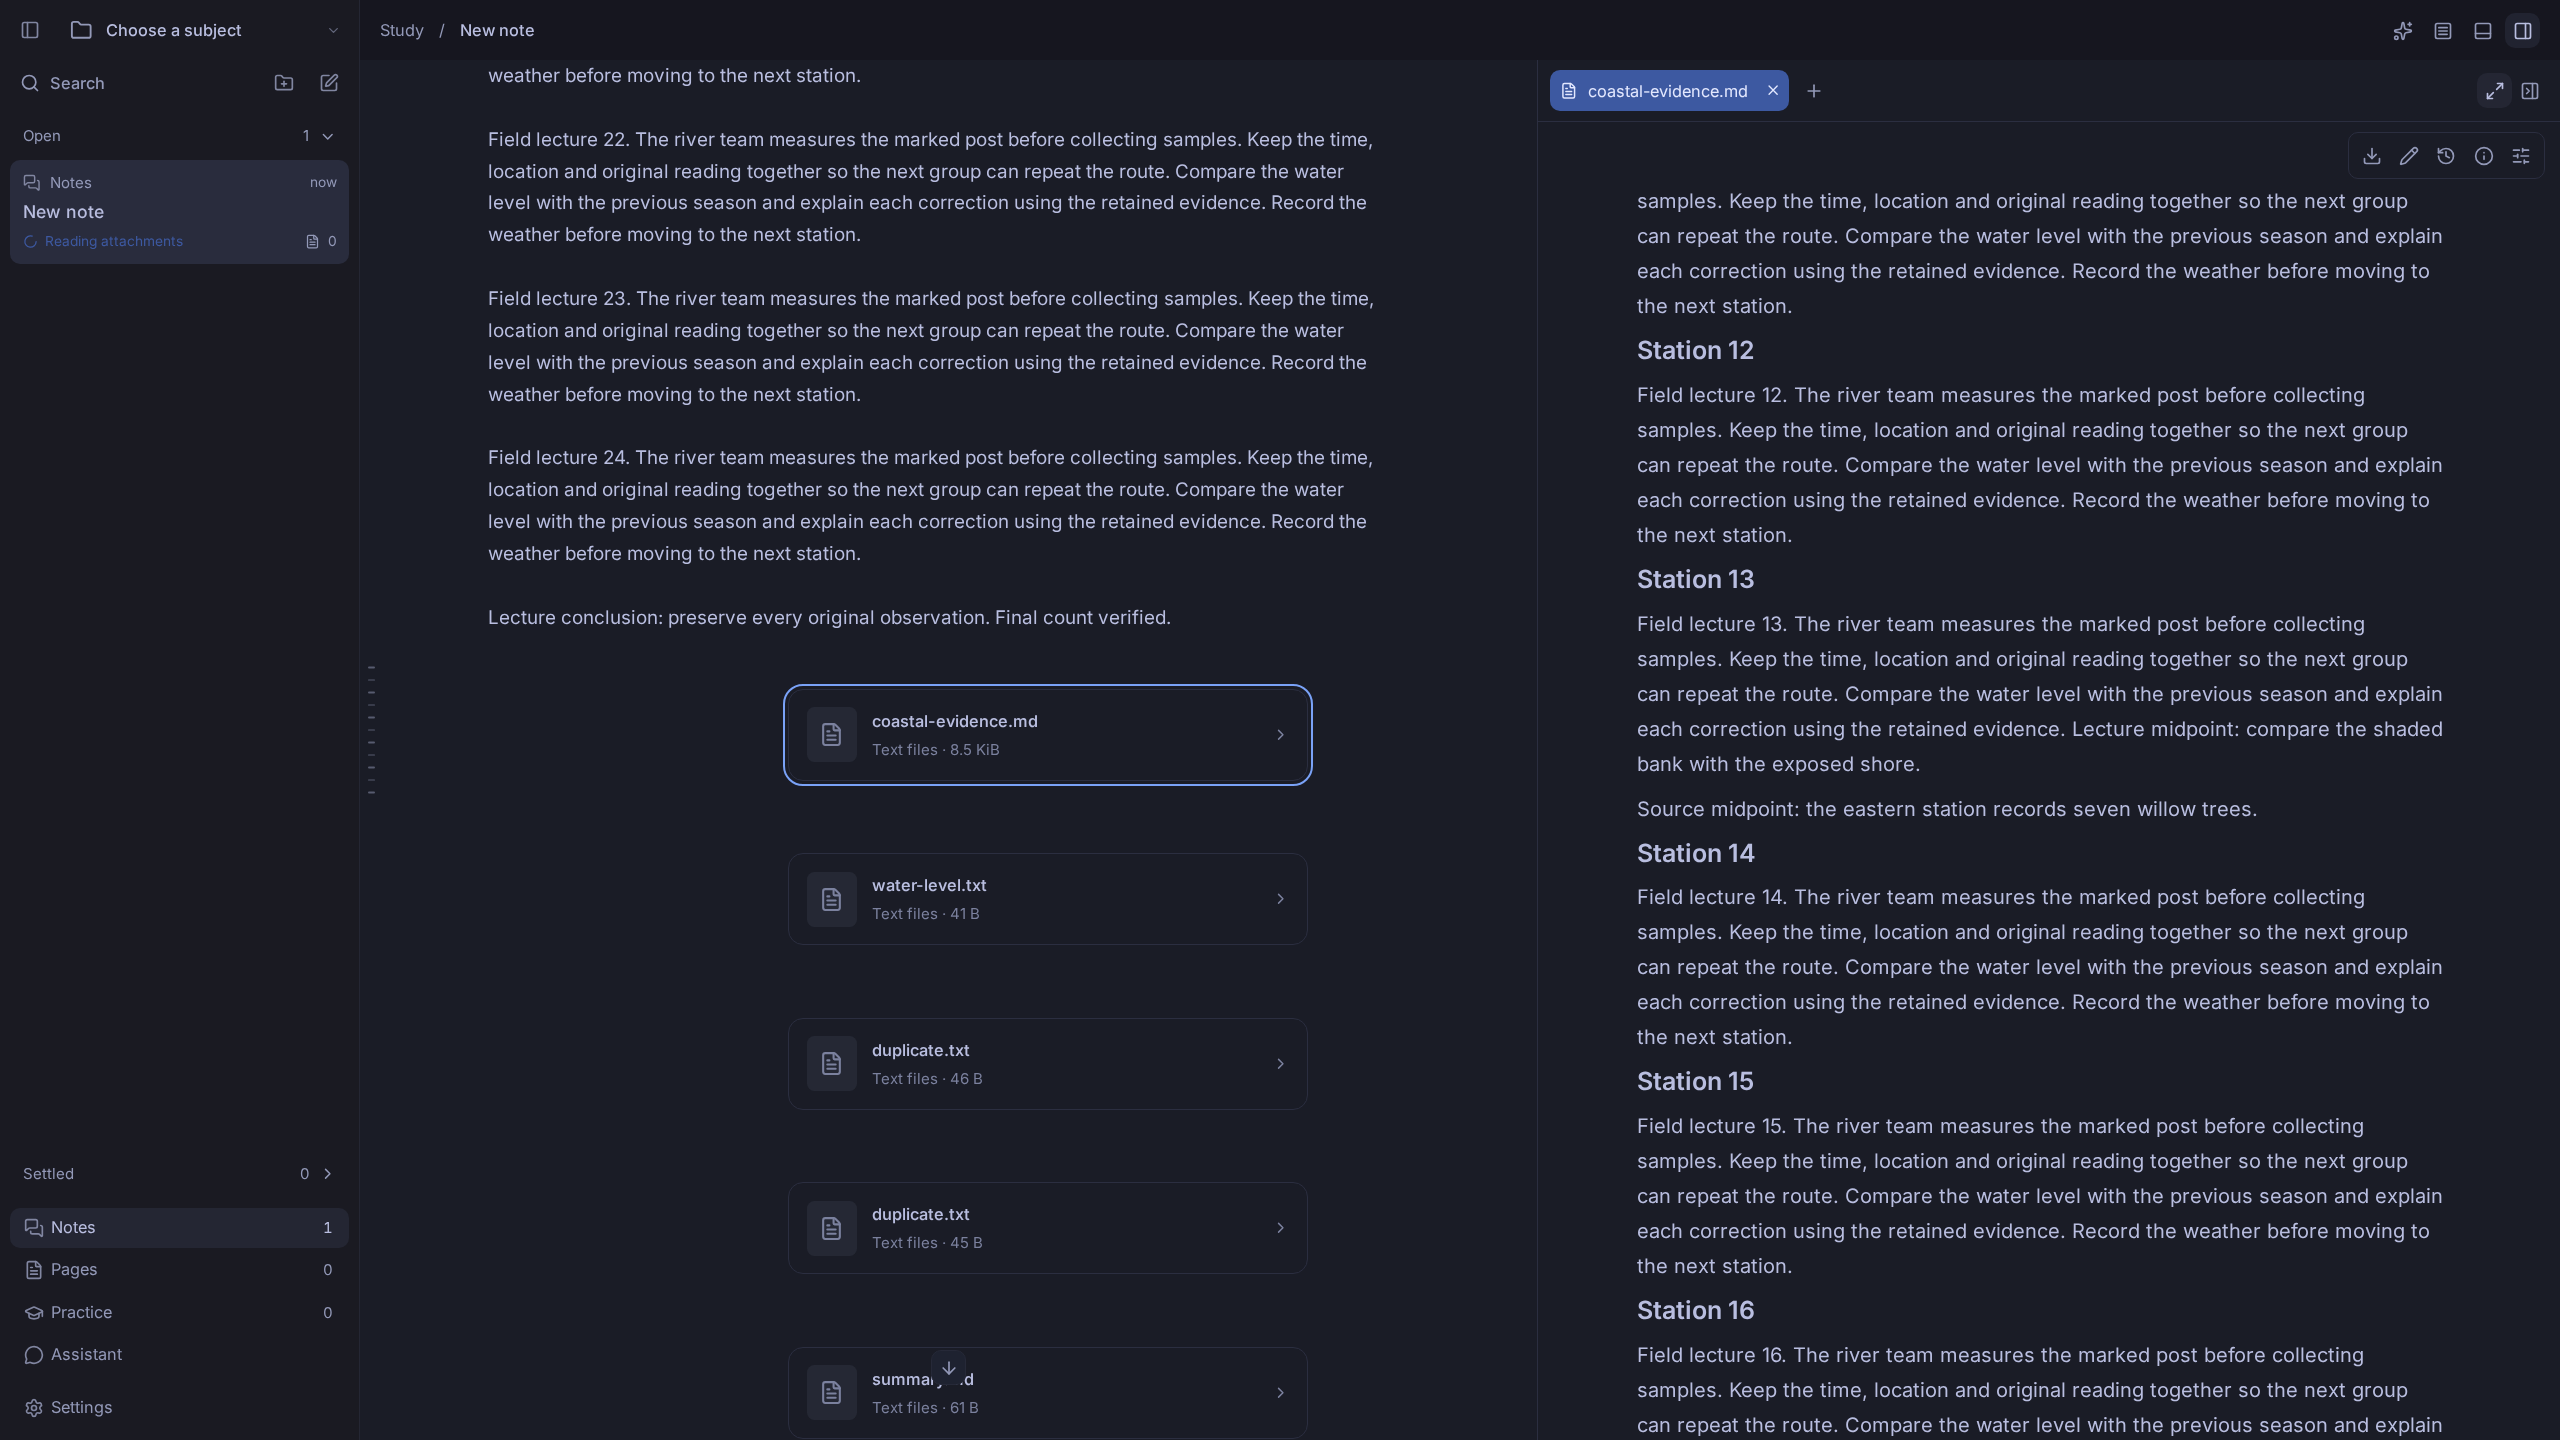 Choose a subject
Search
Open 1
Notes now
New note
Reading attachments 0
Settled 0
Notes 1
Pages 0
Practice 0
Assistant
Settings
Study / New note
weather before moving to the next station.
Field lecture 22. The river team measures the marked post before collecting samples. Keep the time,
location and original reading together so the next group can repeat the route. Compare the water
level with the previous season and explain each correction using the retained evidence. Record the
weather before moving to the next station.
Field lecture 23. The river team measures the marked post before collecting samples. Keep the time,
location and original reading together so the next group can repeat the route. Compare the water
level with the previous season and explain each correction using the retained evidence. Record the
weather before moving to the next station.
Field lecture 24. The river team measures the marked post before collecting samples. Keep the time,
location and original reading together so the next group can repeat the route. Compare the water
level with the previous season and explain each correction using the retained evidence. Record the
weather before moving to the next station.
Lecture conclusion: preserve every original observation. Final count verified.
coastal-evidence.md
Text files · 8.5 KiB
water-level.txt
Text files · 41 B
duplicate.txt
Text files · 46 B
duplicate.txt
Text files · 45 B
Text files · 61 B
coastal-evidence.md
samples. Keep the time, location and original reading together so the next group
can repeat the route. Compare the water level with the previous season and explain
each correction using the retained evidence. Record the weather before moving to
the next station.
Station 12
Field lecture 12. The river team measures the marked post before collecting
samples. Keep the time, location and original reading together so the next group
can repeat the route. Compare the water level with the previous season and explain
each correction using the retained evidence. Record the weather before moving to
the next station.
Station 13
Field lecture 13. The river team measures the marked post before collecting
samples. Keep the time, location and original reading together so the next group
can repeat the route. Compare the water level with the previous season and explain
each correction using the retained evidence. Lecture midpoint: compare the shaded
bank with the exposed shore.
Source midpoint: the eastern station records seven willow trees.
Station 14
Field lecture 14. The river team measures the marked post before collecting
samples. Keep the time, location and original reading together so the next group
can repeat the route. Compare the water level with the previous season and explain
each correction using the retained evidence. Record the weather before moving to
the next station.
Station 15
Field lecture 15. The river team measures the marked post before collecting
samples. Keep the time, location and original reading together so the next group
can repeat the route. Compare the water level with the previous season and explain
each correction using the retained evidence. Record the weather before moving to
the next station.
Station 16
Field lecture 16. The river team measures the marked post before collecting
samples. Keep the time, location and original reading together so the next group
can repeat the route. Compare the water level with the previous season and explain